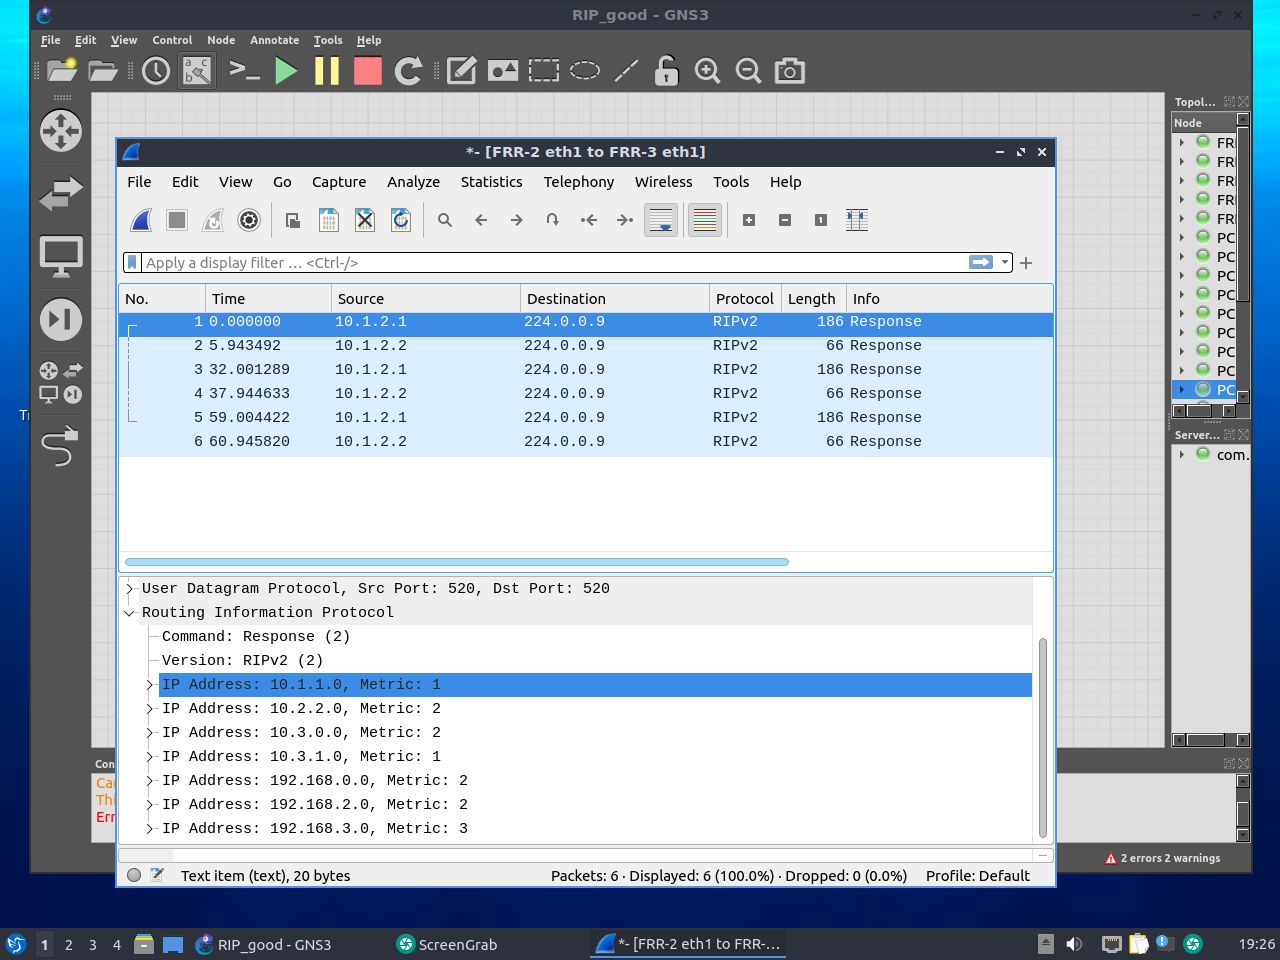 RIP_good - GNS3
File Edit View Control Node Annotate Tools Help
a c
b
Topol...
Node
FR
FR
FR
FR
FR
PC
PC
PC
PC
PC
PC
PC
PC
PC
Server...
com.
*- [FRR-2 eth1 to FRR-3 eth1]
File Edit View Go Capture Analyze Statistics Telephony Wireless Tools Help
Apply a display filter ... <Ctrl-/>
No. Time Source Destination Protocol Length Info
1 0.000000 10.1.2.1 224.0.0.9 RIPv2 186 Response
2 5.943492 10.1.2.2 224.0.0.9 RIPv2 66 Response
3 32.001289 10.1.2.1 224.0.0.9 RIPv2 186 Response
4 37.944633 10.1.2.2 224.0.0.9 RIPv2 66 Response
5 59.004422 10.1.2.1 224.0.0.9 RIPv2 186 Response
6 60.945820 10.1.2.2 224.0.0.9 RIPv2 66 Response
User Datagram Protocol, Src Port: 520, Dst Port: 520
Routing Information Protocol
Command: Response (2)
Version: RIPv2 (2)
IP Address: 10.1.1.0, Metric: 1
IP Address: 10.2.2.0, Metric: 2
IP Address: 10.3.0.0, Metric: 2
IP Address: 10.3.1.0, Metric: 1
IP Address: 192.168.0.0, Metric: 2
IP Address: 192.168.2.0, Metric: 2
IP Address: 192.168.3.0, Metric: 3
Text item (text), 20 bytes
Packets: 6 · Displayed: 6 (100.0%) · Dropped: 0 (0.0%)
Profile: Default
Con
Can
Thi
Err
2 errors 2 warnings
1 2 3 4
RIP_good - GNS3
ScreenGrab
*- [FRR-2 eth1 to FRR-...
19:26